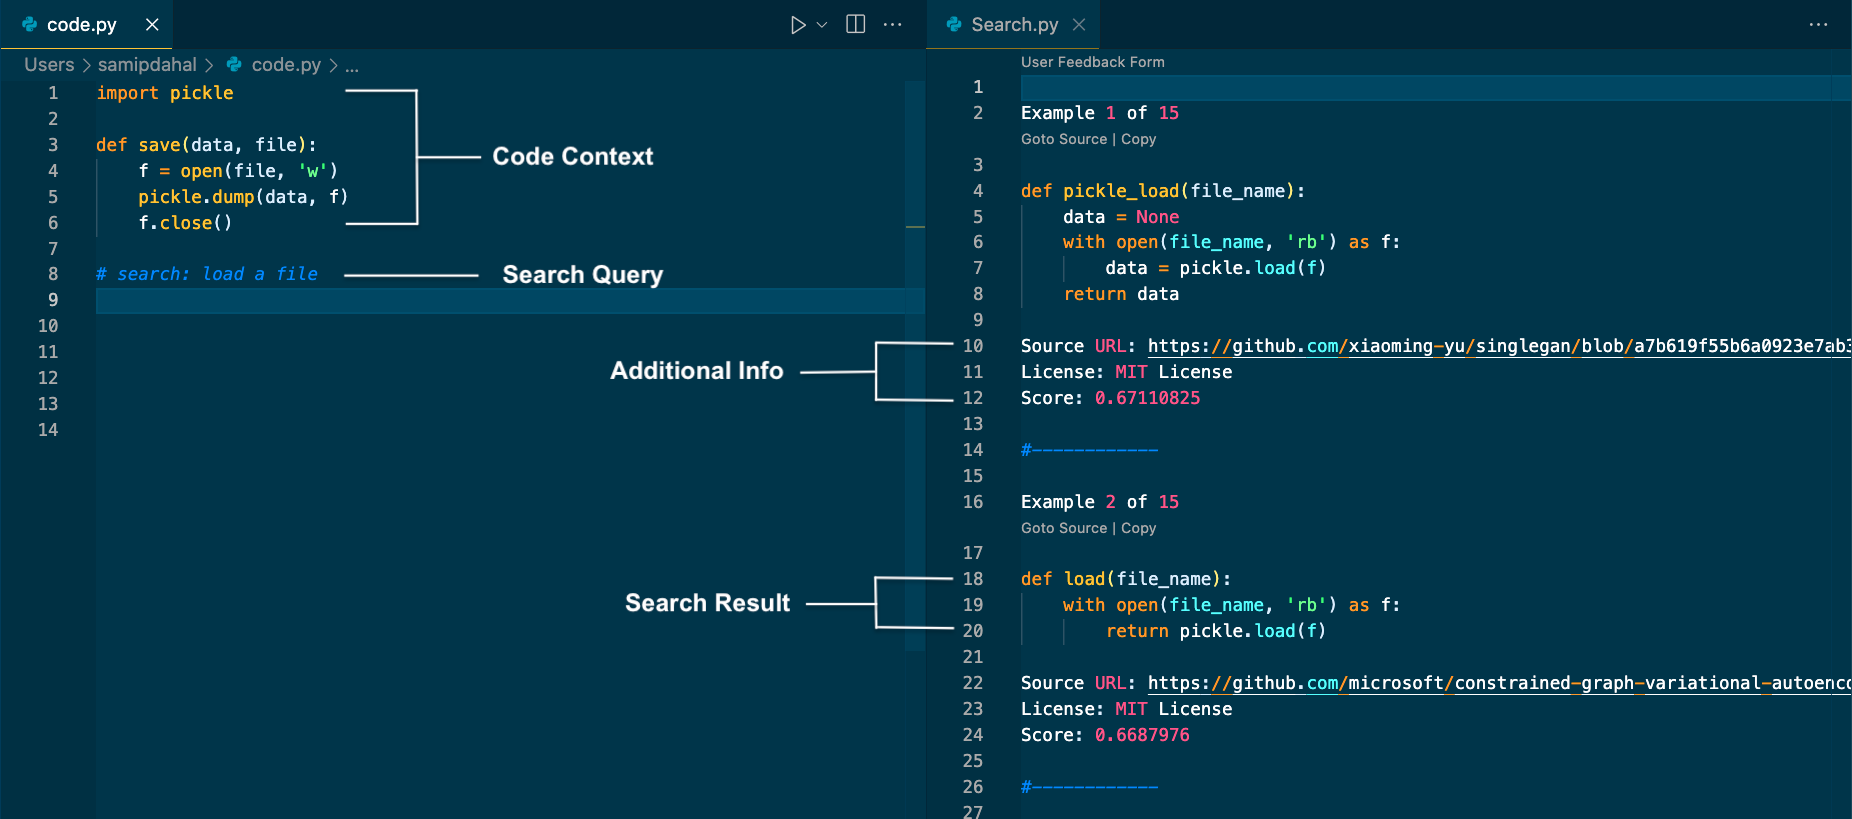 code.py
Users > samipdahal > code.py > ...
1 import pickle
2
3 def save(data, file):
4 f = open(file, 'w')
5 pickle.dump(data, f)
6 f.close()
7
8 # search: load a file
9
10
11
12
13
14
Code Context
Search Query
Additional Info
Search Result
Search.py
User Feedback Form
1
2 Example 1 of 15
Goto Source | Copy
3
4 def pickle_load(file_name):
5 data = None
6 with open(file_name, 'rb') as f:
7 data = pickle.load(f)
8 return data
9
10 Source URL: https://github.com/xiaoming-yu/singlegan/blob/a7b619f55b6a0923e7ab3
11 License: MIT License
12 Score: 0.67110825
13
14 #------------
15
16 Example 2 of 15
Goto Source | Copy
17
18 def load(file_name):
19 with open(file_name, 'rb') as f:
20 return pickle.load(f)
21
22 Source URL: https://github.com/microsoft/constrained-graph-variational-autoenco
23 License: MIT License
24 Score: 0.6687976
25
26 #------------
27